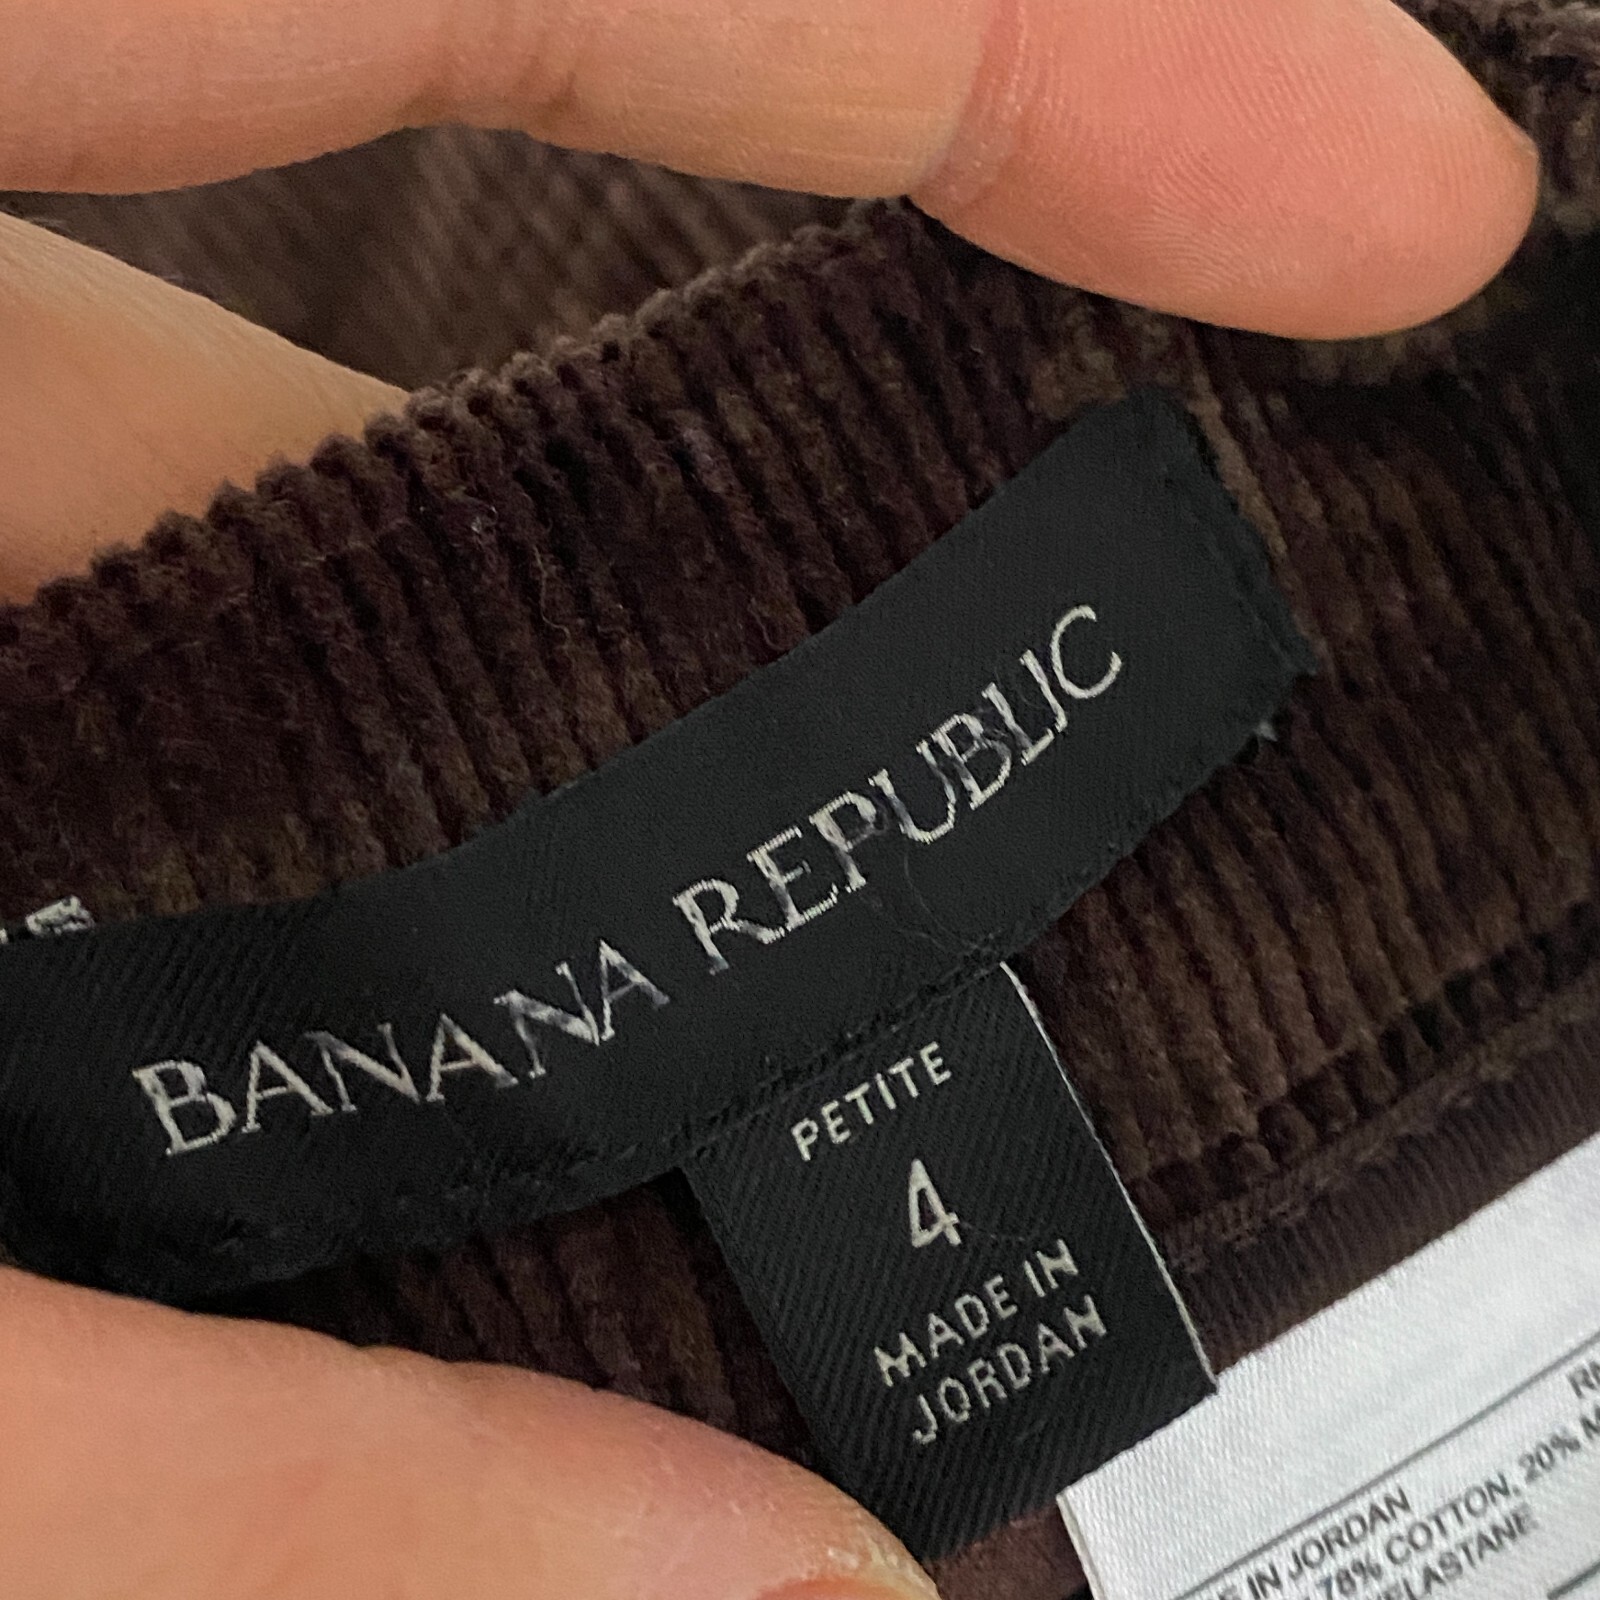 BANANA REPUBLIC
PETITE
4
MADE IN
JORDAN
IN JORDAN
78% COTTON, 20%
ELASTANE